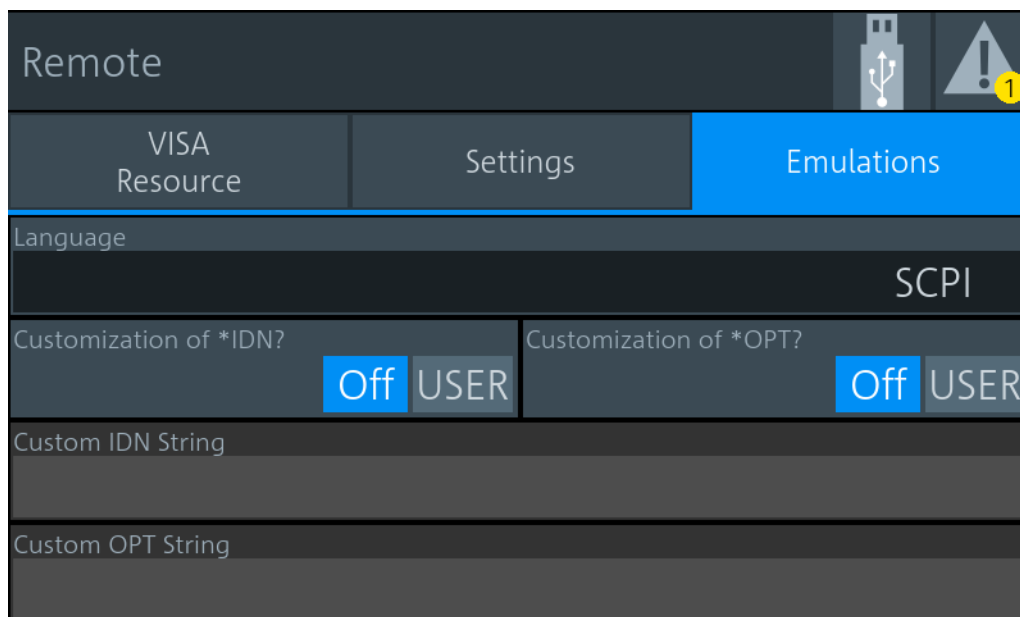 Remote
1
VISA
Resource
Settings
Emulations
Language
SCPI
Customization of *IDN?
Off USER
Customization of *OPT?
Off USER
Custom IDN String
Custom OPT String